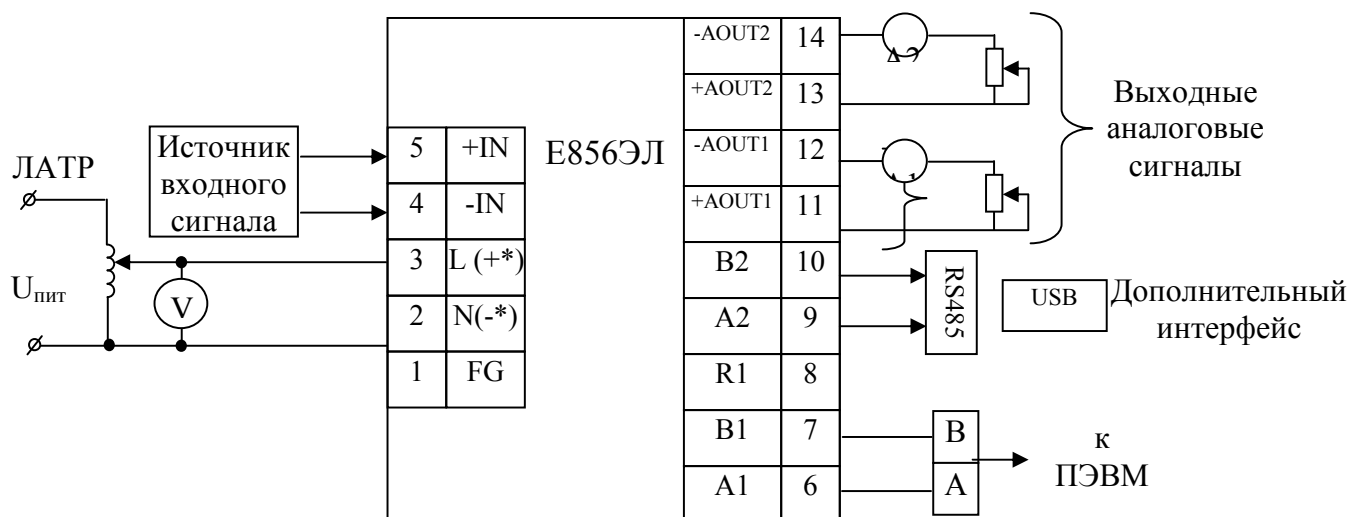 ЛАТР
Uпит
Источник
входного
сигнала
V
5 +IN
4 -IN
3 L (+*)
2 N(-*)
1 FG
Е856ЭЛ
-AOUT2 14
+AOUT2 13
-AOUT1 12
+AOUT1 11
B2 10
A2 9
R1 8
B1 7
A1 6
Выходные
аналоговые
сигналы
RS485
USB
Дополнительный
интерфейс
B
A
к
ПЭВМ